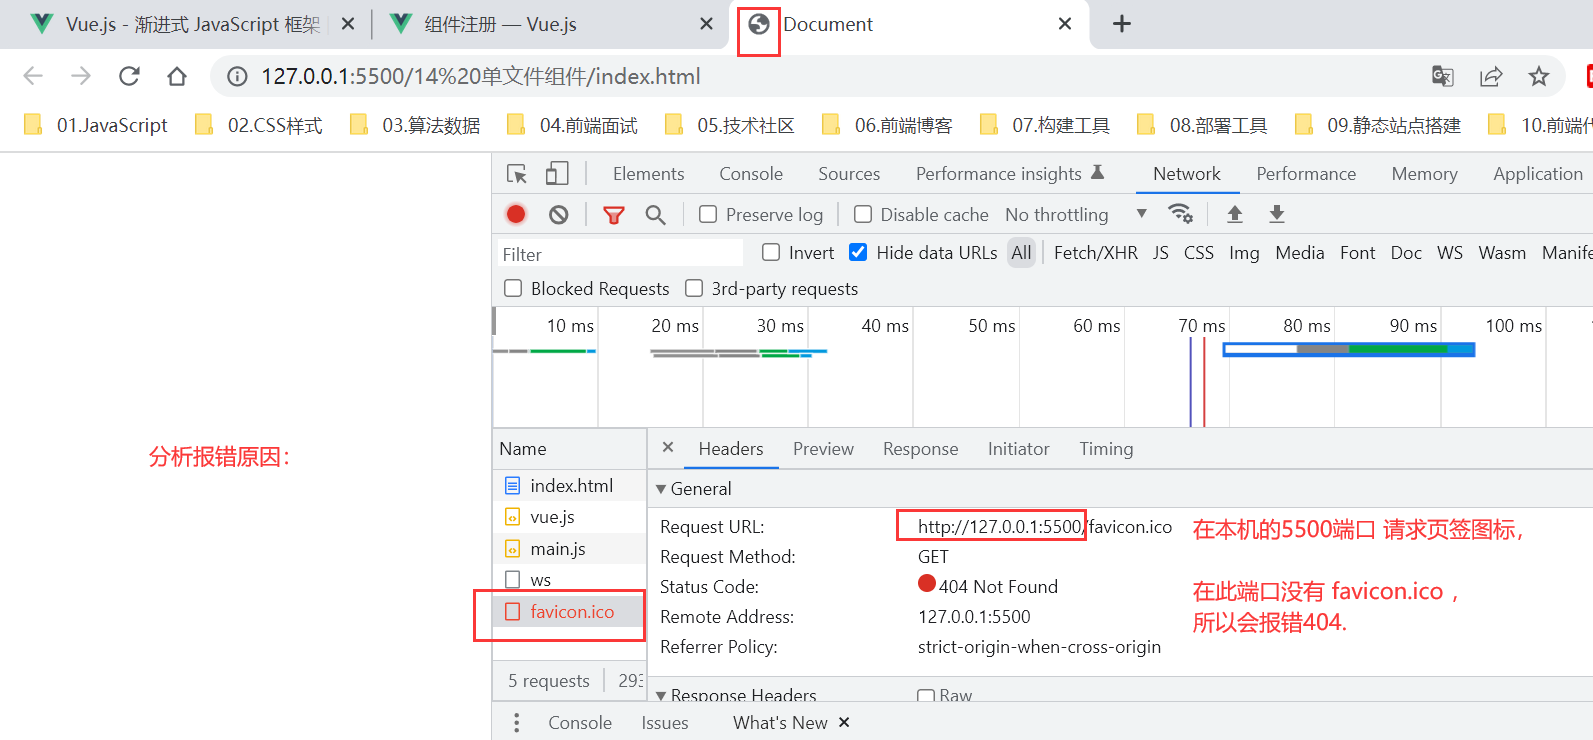 Vue.js - 渐进式 JavaScript 框架
组件注册 — Vue.js
Document
127.0.0.1:5500/14%20单文件组件/index.html
01.JavaScript 02.CSS样式 03.算法数据 04.前端面试 05.技术社区 06.前端博客 07.构建工具 08.部署工具 09.静态站点搭建 10.前端代
Elements Console Sources Performance insights Network Performance Memory Application
Preserve log Disable cache No throttling
Filter Invert Hide data URLs All Fetch/XHR JS CSS Img Media Font Doc WS Wasm Manife
Blocked Requests 3rd-party requests
10 ms 20 ms 30 ms 40 ms 50 ms 60 ms 70 ms 80 ms 90 ms 100 ms
分析报错原因：
Name
index.html
vue.js
main.js
ws
favicon.ico
5 requests 293
Headers Preview Response Initiator Timing
General
Request URL: http://127.0.0.1:5500/favicon.ico
Request Method: GET
Status Code: 404 Not Found
Remote Address: 127.0.0.1:5500
Referrer Policy: strict-origin-when-cross-origin
在本机的5500端口 请求页签图标，
在此端口没有 favicon.ico ，
所以会报错404.
Response Headers Raw
Console Issues What's New